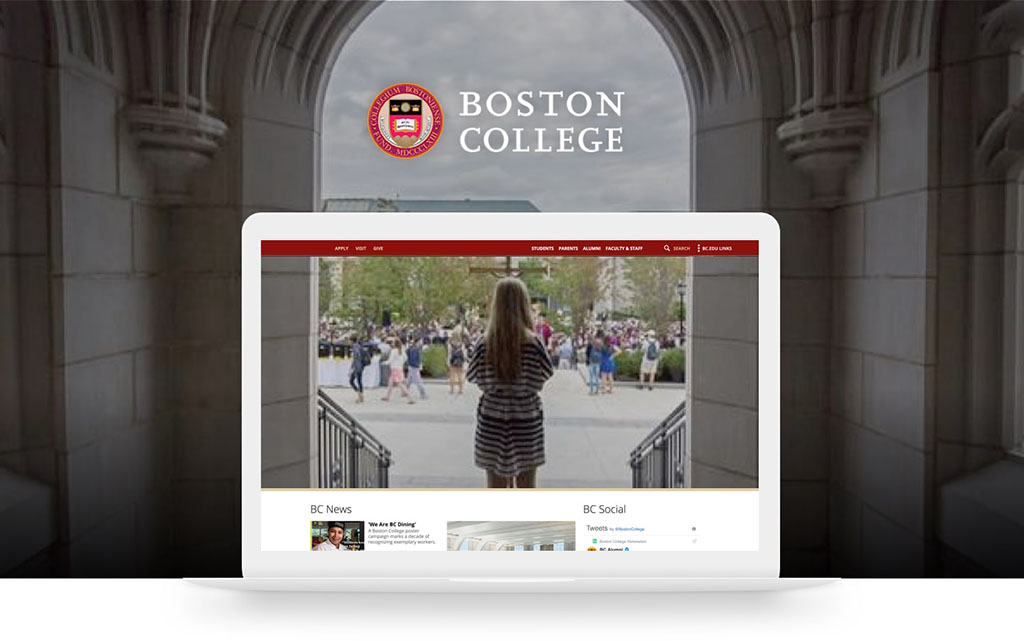 COLLEGIUM BOSTONIENSE
FUND. MDCCCLXIII
BOSTON
COLLEGE
APPLY VISIT GIVE STUDENTS PARENTS ALUMNI FACULTY & STAFF SEARCH BC.EDU LINKS
BC News
'We Are BC Dining'
A Boston College poster
campaign marks a decade of
recognizing exemplary workers.
BC Social
Tweets by @BostonCollege
Boston College Retweeted
BC Alumni